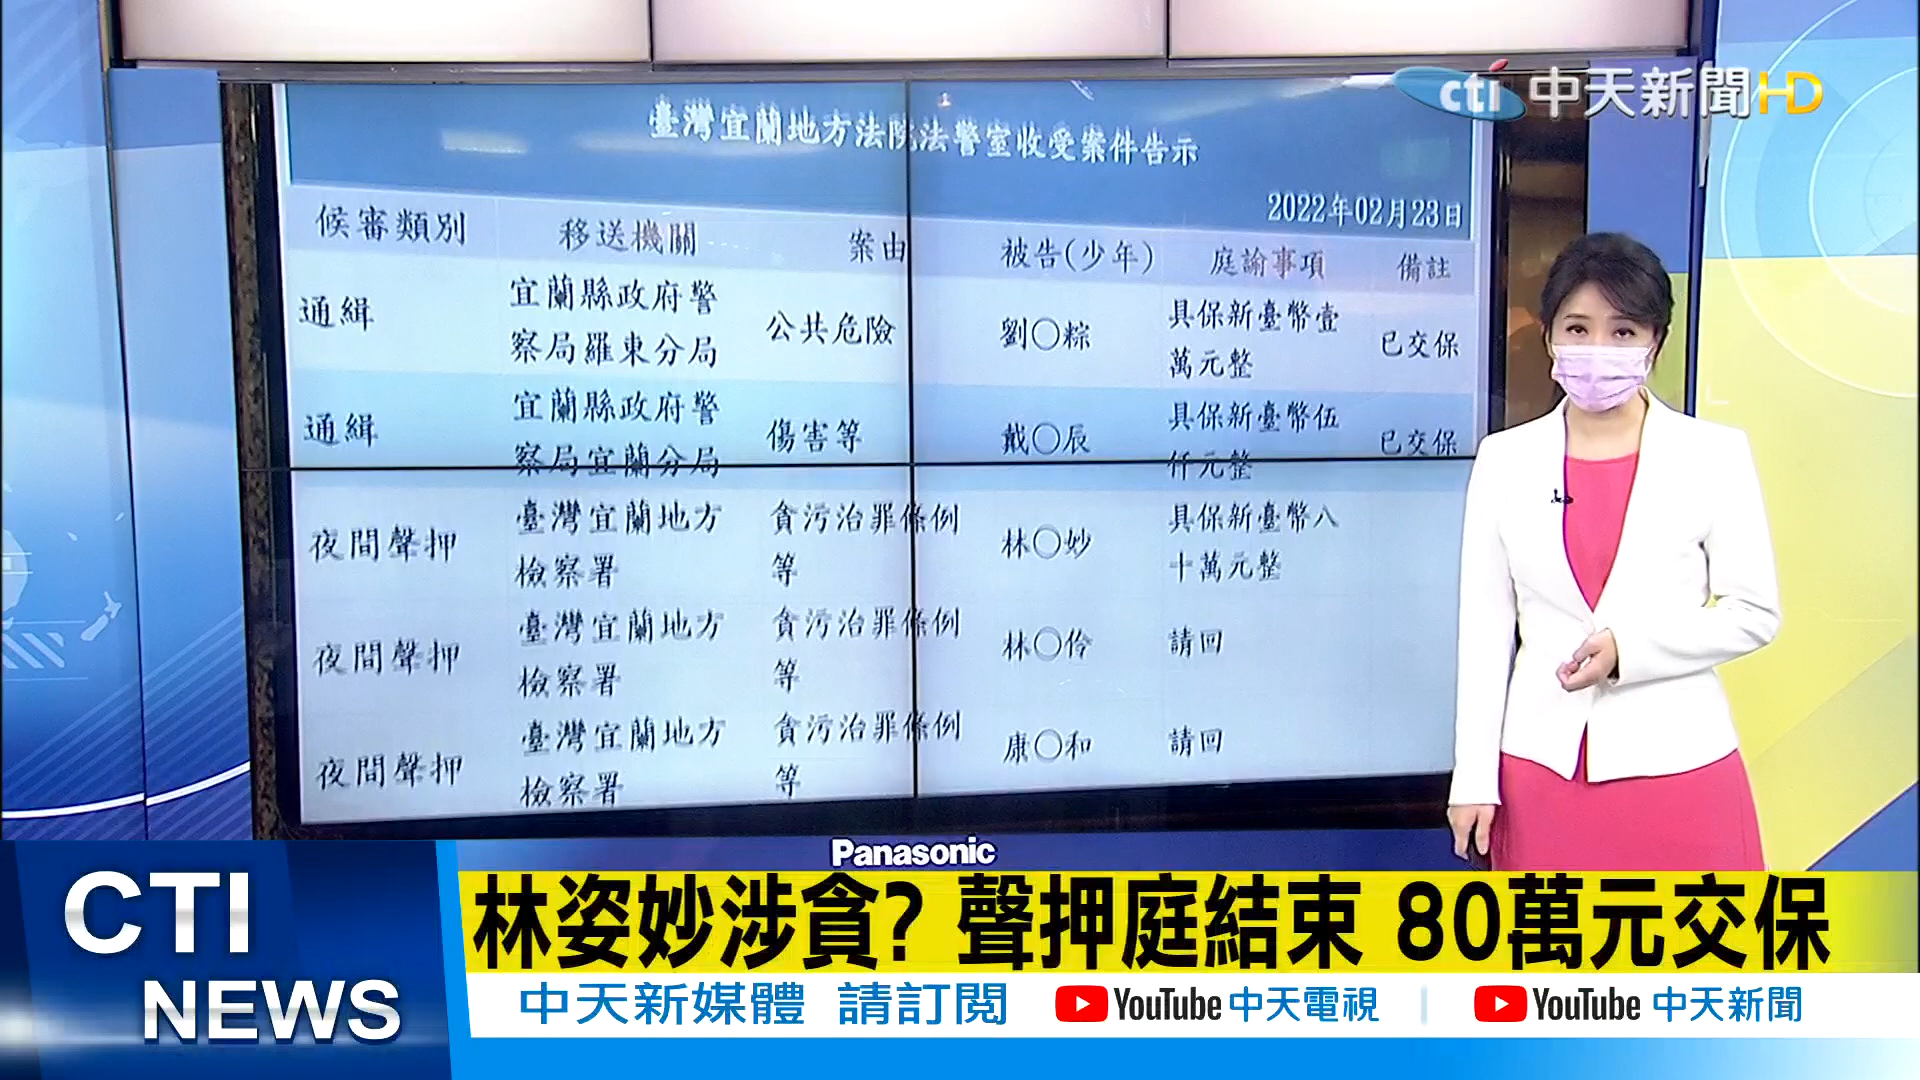 cti 中天新聞HD
臺灣宜蘭地方法院法警室收受案件告示
2022年02月23日
候審類別 移送機關 案由 被告(少年) 庭諭事項 備註
通緝 宜蘭縣政府警察局羅東分局 公共危險 劉〇粽 具保新臺幣壹萬元整 已交保
通緝 宜蘭縣政府警察局宜蘭分局 傷害等 戴〇辰 具保新臺幣伍仟元整 已交保
夜間聲押 臺灣宜蘭地方檢察署 貪污治罪條例等 林〇妙 具保新臺幣八十萬元整
夜間聲押 臺灣宜蘭地方檢察署 貪污治罪條例等 林〇伶 請回
夜間聲押 臺灣宜蘭地方檢察署 貪污治罪條例等 康〇和 請回
Panasonic
CTI NEWS
林姿妙涉貪? 聲押庭結束 80萬元交保
中天新媒體 請訂閱 YouTube 中天電視 | YouTube 中天新聞